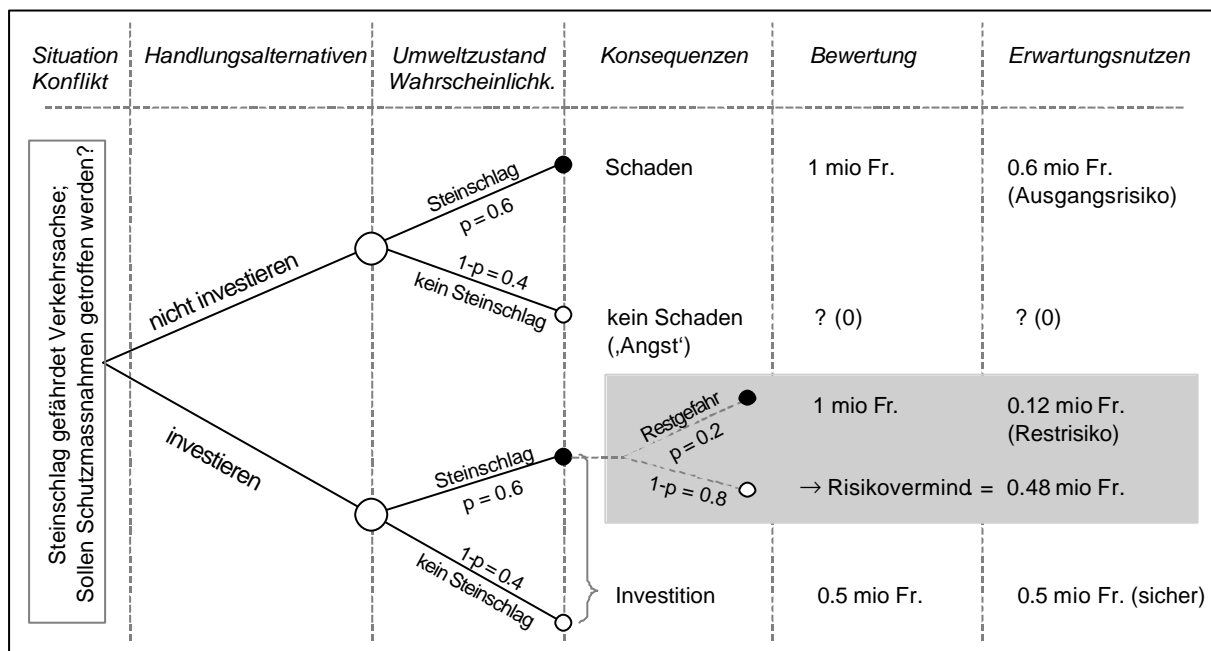 Situation
Konflikt
Handlungsalternativen
Umweltzustand
Wahrscheinlichk.
Konsequenzen
Bewertung
Erwartungsnutzen
Steinschlag gefährdet Verkehrsachse;
Sollen Schutzmassnahmen getroffen werden?
nicht investieren
Steinschlag
p = 0.6
Schaden
1 mio Fr.
0.6 mio Fr.
(Ausgangsrisiko)
1-p = 0.4
kein Steinschlag
kein Schaden
(‚Angst‘)
? (0)
? (0)
investieren
Steinschlag
p = 0.6
Restgefahr
p = 0.2
1 mio Fr.
0.12 mio Fr.
(Restrisiko)
1-p = 0.8
→ Risikovermind. = 0.48 mio Fr.
1-p = 0.4
kein Steinschlag
Investition
0.5 mio Fr.
0.5 mio Fr. (sicher)